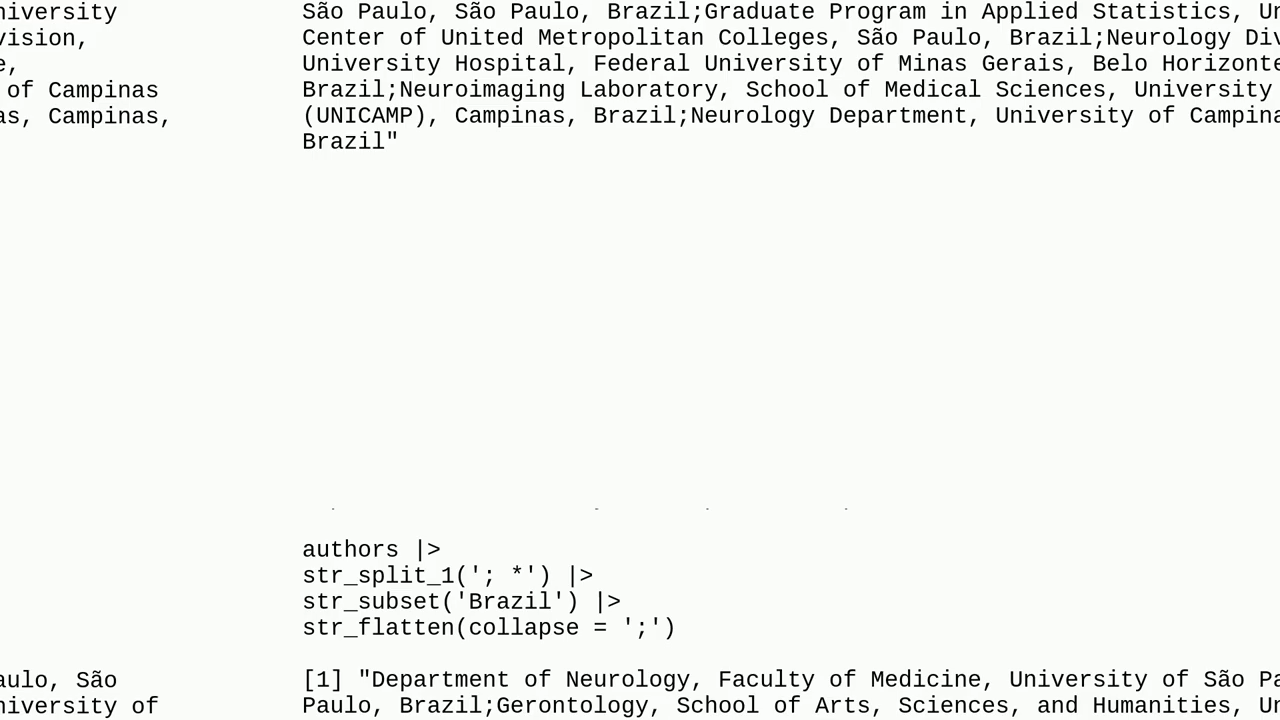 niversity São Paulo, São Paulo, Brazil;Graduate Program in Applied Statistics, Un
vision, Center of United Metropolitan Colleges, São Paulo, Brazil;Neurology Div
e, University Hospital, Federal University of Minas Gerais, Belo Horizonte
of Campinas Brazil;Neuroimaging Laboratory, School of Medical Sciences, University
as, Campinas, (UNICAMP), Campinas, Brazil;Neurology Department, University of Campina
Brazil"
authors |>
str_split_1('; *') |>
str_subset('Brazil') |>
str_flatten(collapse = ';')
aulo, São [1] "Department of Neurology, Faculty of Medicine, University of São Pa
niversity of Paulo, Brazil;Gerontology, School of Arts, Sciences, and Humanities, Un